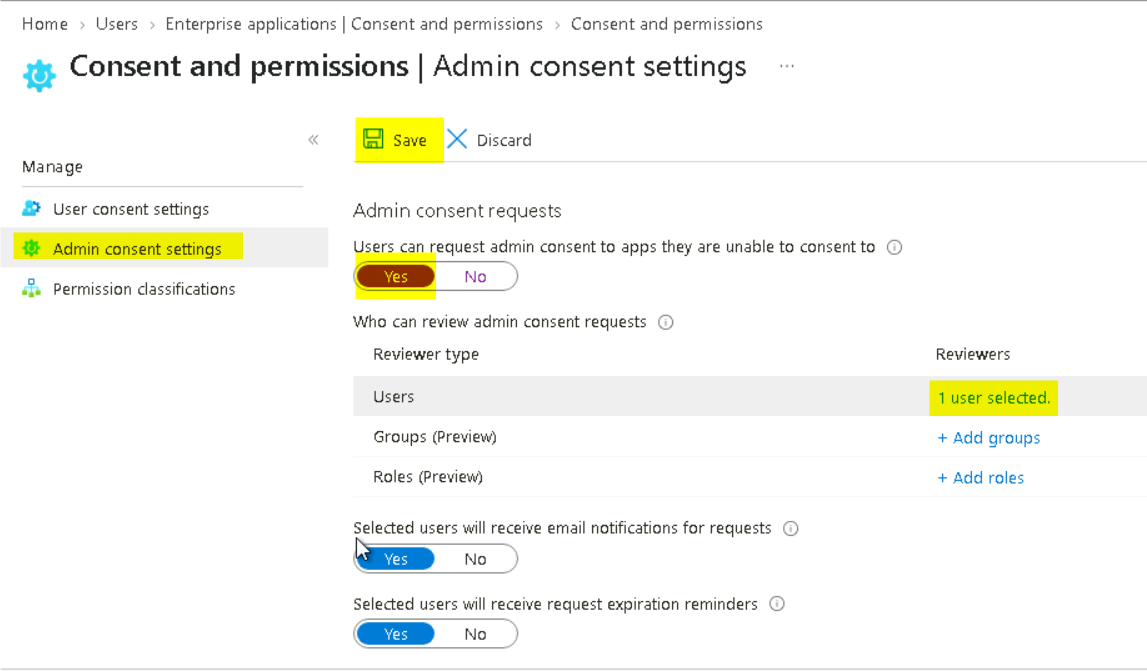 Home > Users > Enterprise applications | Consent and permissions > Consent and permissions
Consent and permissions | Admin consent settings ...
«
Save Discard
Manage
User consent settings
Admin consent settings
Permission classifications
Admin consent requests
Users can request admin consent to apps they are unable to consent to
Yes No
Who can review admin consent requests
Reviewer type Reviewers
Users 1 user selected.
Groups (Preview) + Add groups
Roles (Preview) + Add roles
Selected users will receive email notifications for requests
Yes No
Selected users will receive request expiration reminders
Yes No